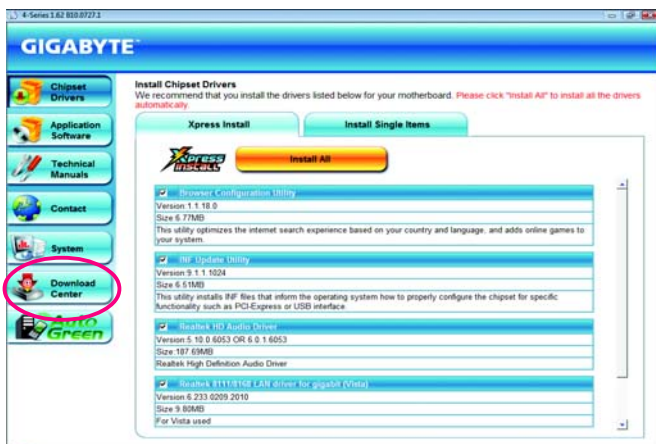 4-Series 1.62 B10.0727.1
GIGABYTE™
Chipset
Drivers
Application
Software
Technical
Manuals
Contact
System
Download
Center
Auto
Green
Install Chipset Drivers
We recommend that you install the drivers listed below for your motherboard. Please click "Install All" to install all the drivers
automatically.
Xpress Install
Install Single Items
Xpress
Install
Install All
Browser Configuration Utility
Version:1.1.18.0
Size:6.77MB
This utility optimizes the internet search experience based on your country and language, and adds online games to
your system.
INF Update Utility
Version:9.1.1.1024
Size:6.51MB
This utility installs INF files that inform the operating system how to properly configure the chipset for specific
functionality such as PCI-Express or USB interface.
Realtek HD Audio Driver
Version:5.10.0.6053 OR 6.0.1.6053
Size:187.69MB
Realtek High Definition Audio Driver
Realtek 8111/8168 LAN driver for gigabit (Vista)
Version:6.233.0209.2010
Size:9.80MB
For Vista used